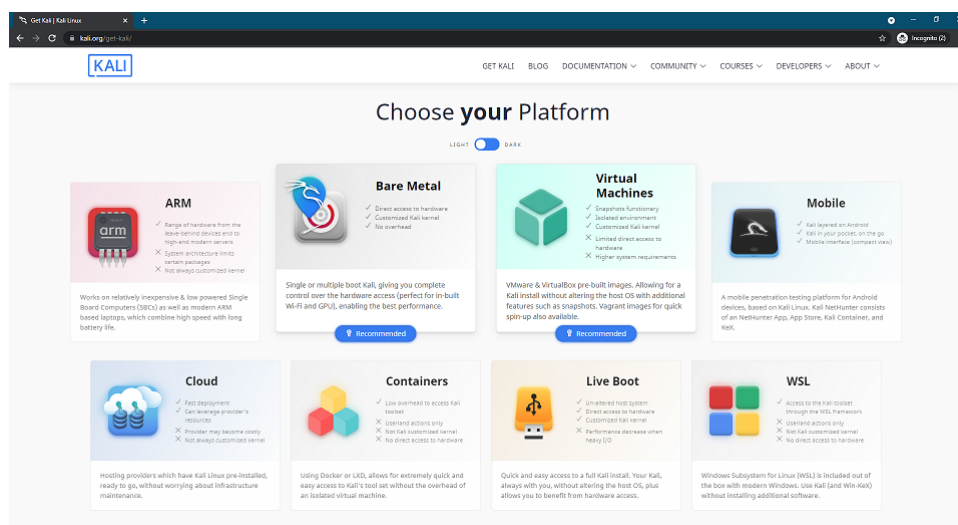 Get Kali | Kali Linux
kali.org/get-kali/
Incognito (2)
KALI
GET KALI BLOG DOCUMENTATION COMMUNITY COURSES DEVELOPERS ABOUT
Choose your Platform
LIGHT DARK
ARM
Range of hardware from the
leave-behind devices end to
high-end modern servers
System architecture limits
certain packages
Not always customized kernel
arm
Works on relatively inexpensive & low powered Single
Board Computers (SBCs) as well as modern ARM
based laptops, which combine high speed with long
battery life.
Bare Metal
Direct access to hardware
Customized Kali kernel
No overhead
Single or multiple boot Kali, giving you complete
control over the hardware access (perfect for in-built
Wi-Fi and GPU), enabling the best performance.
Recommended
Virtual
Machines
Snapshots functionary
Isolated environment
Customized Kali kernel
Limited direct access to
hardware
Higher system requirements
VMware & VirtualBox pre-built images. Allowing for a
Kali install without altering the host OS with additional
features such as snapshots. Vagrant images for quick
spin-up also available.
Recommended
Mobile
Kali layered on Android
Kali in your pocket, on the go
Mobile interface (compact view)
A mobile penetration testing platform for Android
devices, based on Kali Linux. Kali NetHunter consists
of an NetHunter App, App Store, Kali Container, and
KeX.
Cloud
Fast deployment
Can leverage provider's
resources
Provider may become costly
Not always customized kernel
Hosting providers which have Kali Linux pre-installed,
ready to go, without worrying about infrastructure
maintenance.
Containers
Low overhead to access Kali
toolset
Userland actions only
Not Kali customized kernel
No direct access to hardware
Using Docker or LXD, allows for extremely quick and
easy access to Kali's tool set without the overhead of
an isolated virtual machine.
Live Boot
Un-altered host system
Direct access to hardware
Customized Kali kernel
Performance decrease when
heavy I/O
Quick and easy access to a full Kali install. Your Kali,
always with you, without altering the host OS, plus
allows you to benefit from hardware access.
WSL
Access to the Kali toolset
through the WSL framework
Userland actions only
Not Kali customized kernel
No direct access to hardware
Windows Subsystem for Linux (WSL) is included out of
the box with modern Windows. Use Kali (and Win-KeX)
without installing additional software.